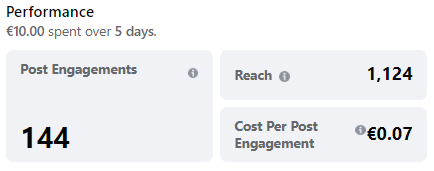 Performance
€10.00 spent over 5 days.
Post Engagements
144
Reach
1,124
Cost Per Post
Engagement
€0.07